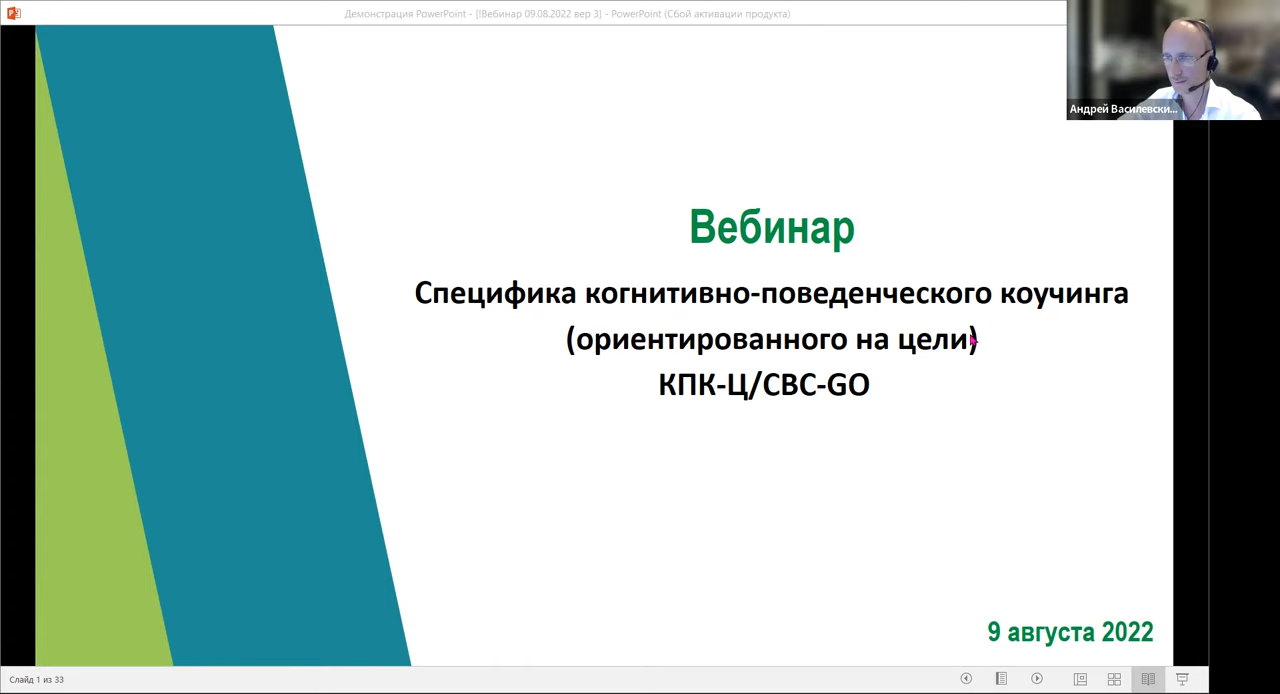 Демонстрация PowerPoint - [!Вебинар 09.08.2022 вер 3] - PowerPoint (Сбой активации продукта)
Андрей Василевски...
Вебинар
Специфика когнитивно-поведенческого коучинга
(ориентированного на цели)
КПК-Ц/CBC-GO
9 августа 2022
Слайд 1 из 33